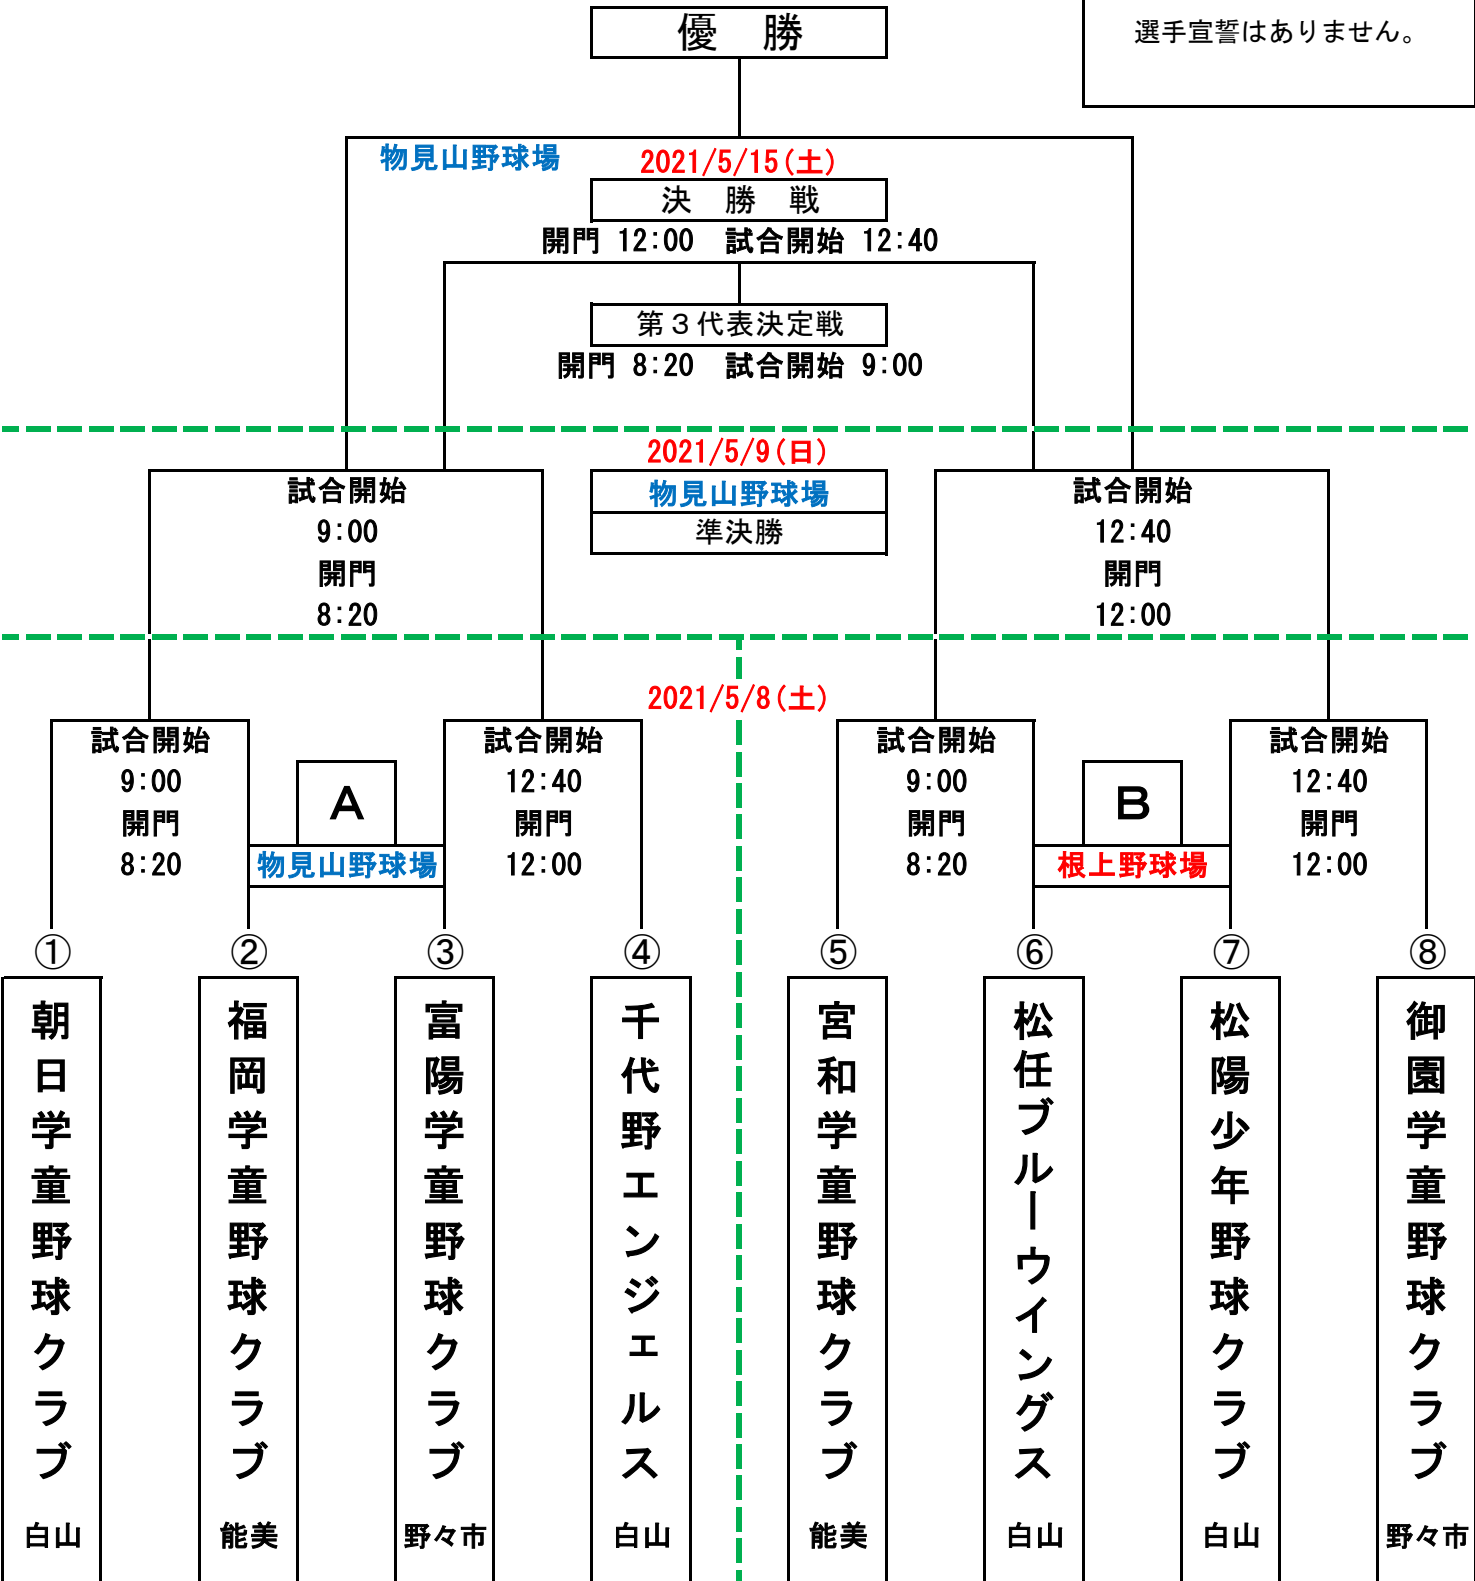 優　勝
選手宣誓はありません。
物見山野球場
2021/5/15(土)
決　勝　戦
開門 12:00　試合開始 12:40
第３代表決定戦
開門 8:20　試合開始 9:00
2021/5/9(日)
物見山野球場
準決勝
試合開始
9:00
開門
8:20
試合開始
12:40
開門
12:00
2021/5/8(土)
試合開始
9:00
開門
8:20
A
物見山野球場
試合開始
12:40
開門
12:00
試合開始
9:00
開門
8:20
B
根上野球場
試合開始
12:40
開門
12:00
①
朝日学童野球クラブ
白山
②
福岡学童野球クラブ
能美
③
富陽学童野球クラブ
野々市
④
千代野エンジェルス
白山
⑤
宮和学童野球クラブ
能美
⑥
松任ブルーウイングス
白山
⑦
松陽少年野球クラブ
白山
⑧
御園学童野球クラブ
野々市